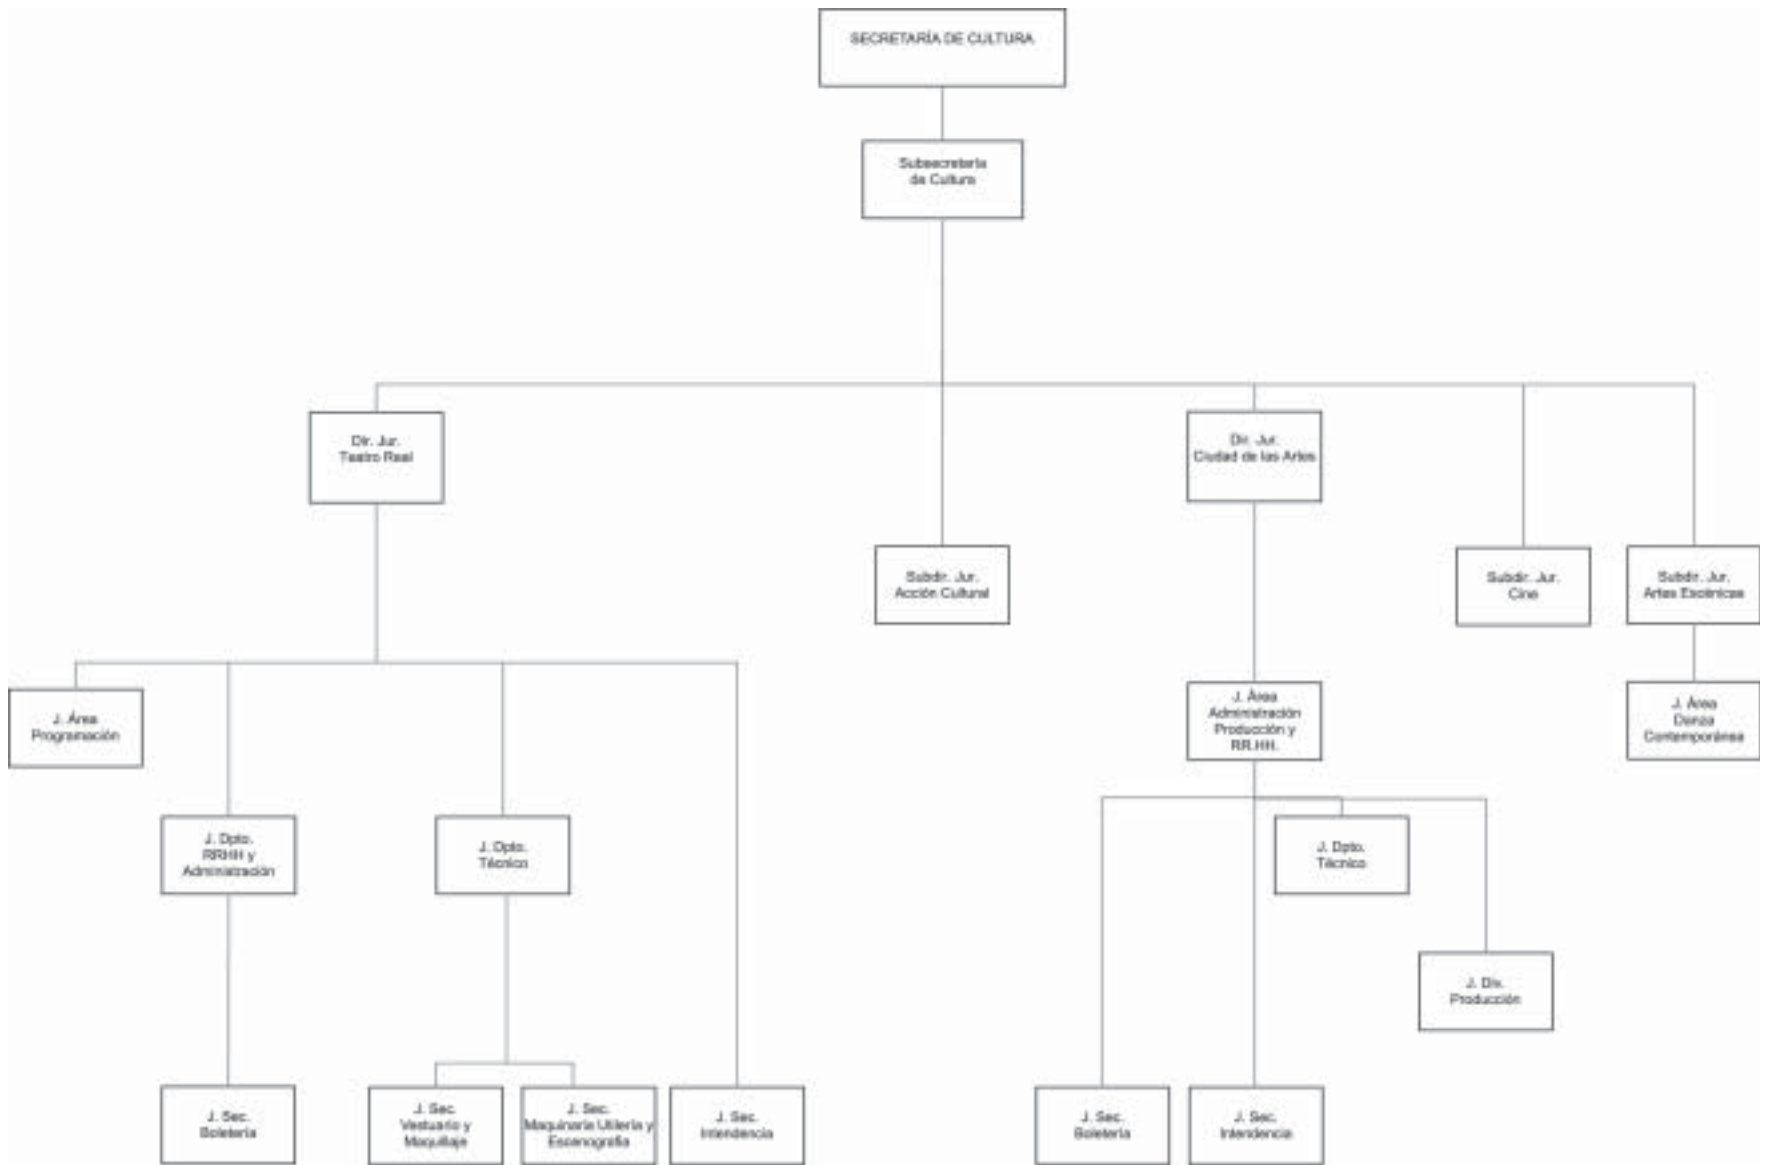 SECRETARÍA DE CULTURA
Subsecretaría
de Cultura
Dir. Jur.
Teatro Real
Dir. Jur.
Ciudad de las Artes
Subdir. Jur.
Acción Cultural
Subdir. Jur.
Cine
Subdir. Jur.
Artes Escénicas
J. Área
Programación
J. Área
Administración
Producción y
RR.HH.
J. Área
Danza
Contemporánea
J. Dpto.
RRHH y
Administración
J. Dpto.
Técnico
J. Dpto.
Técnico
J. Div.
Producción
J. Sec.
Boletería
J. Sec.
Vestuario y
Maquillaje
J. Sec.
Maquinaria Utilería y
Escenografía
J. Sec.
Intendencia
J. Sec.
Boletería
J. Sec.
Intendencia